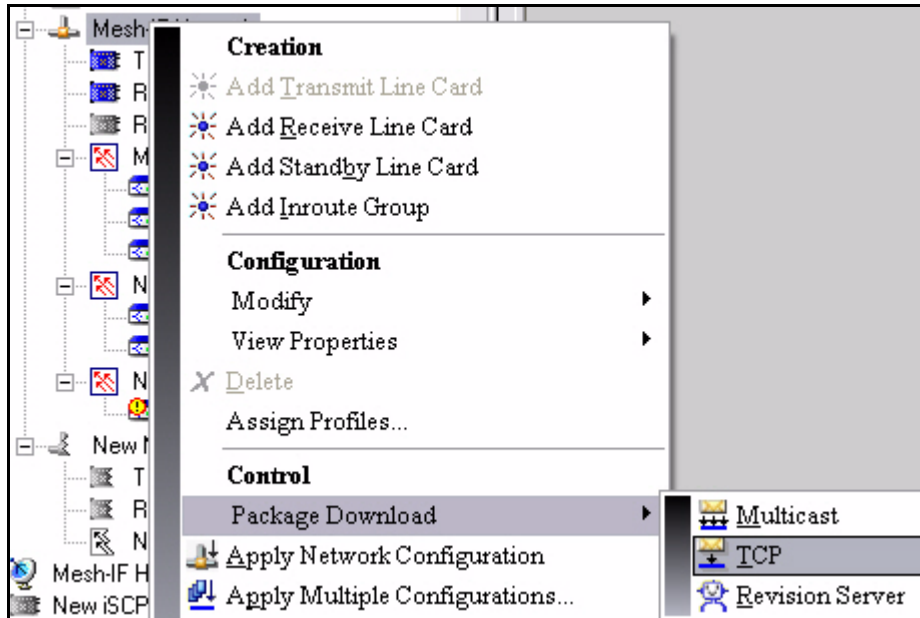 Mesh-IF
T
R
R
M
N
N
New N
T
R
N
Mesh-IF H
New iSCP
Creation
Add Transmit Line Card
Add Receive Line Card
Add Standby Line Card
Add Inroute Group
Configuration
Modify
View Properties
Delete
Assign Profiles...
Control
Package Download
Apply Network Configuration
Apply Multiple Configurations...
Multicast
TCP
Revision Server